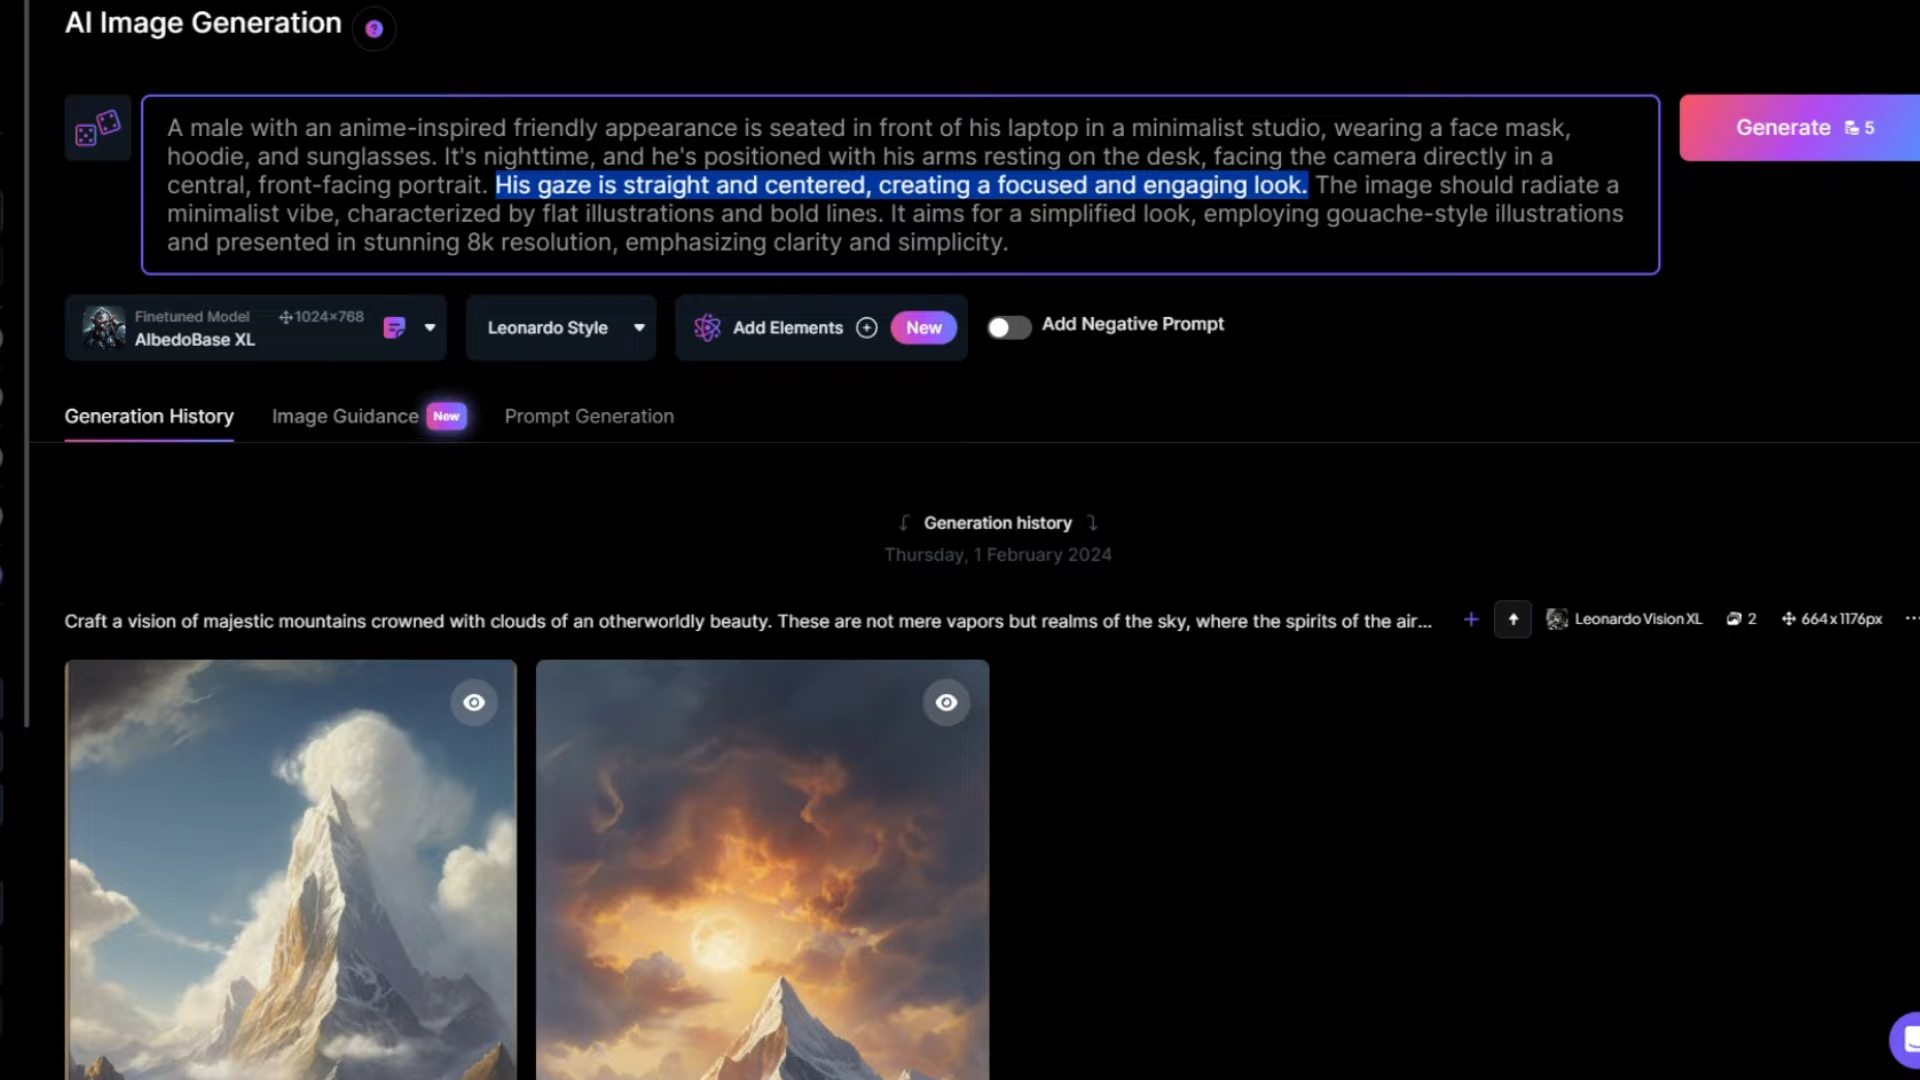 AI Image Generation ?
A male with an anime-inspired friendly appearance is seated in front of his laptop in a minimalist studio, wearing a face mask,
hoodie, and sunglasses. It's nighttime, and he's positioned with his arms resting on the desk, facing the camera directly in a
central, front-facing portrait. His gaze is straight and centered, creating a focused and engaging look. The image should radiate a
minimalist vibe, characterized by flat illustrations and bold lines. It aims for a simplified look, employing gouache-style illustrations
and presented in stunning 8k resolution, emphasizing clarity and simplicity.
Generate 5
Finetuned Model 1024×768
AlbedoBase XL
Leonardo Style
Add Elements New
Add Negative Prompt
Generation History Image Guidance New Prompt Generation
Generation history
Thursday, 1 February 2024
Craft a vision of majestic mountains crowned with clouds of an otherworldly beauty. These are not mere vapors but realms of the sky, where the spirits of the air... Leonardo Vision XL 2 664x1176px ...